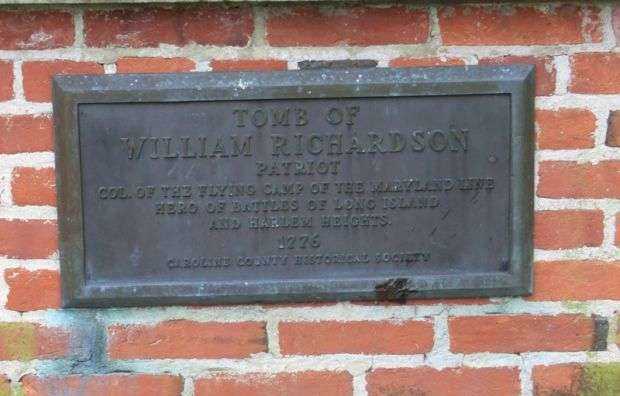 TOMB OF
WILLIAM RICHARDSON
PATRIOT
COL. OF THE FLYING CAMP OF THE MARYLAND LINE
HERO OF BATTLES OF LONG ISLAND
AND HARLEM HEIGHTS.
1776
CAROLINE COUNTY HISTORICAL SOCIETY